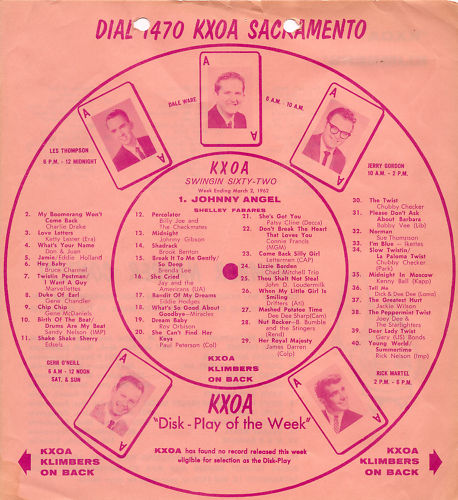 DIAL 1470 KXOA SACRAMENTO
A
A
DALE WARE
6 A.M. - 10 A.M.
A
A
LES THOMPSON
8 P.M. - 12 MIDNIGHT
A
A
JERRY GORDON
10 A.M. - 2 P.M.
KXOA
SWINGIN SIXTY-TWO
Week Ending March 2, 1962
1. JOHNNY ANGEL
SHELLEY FABARES
2. My Boomerang Won't
Come Back
Charlie Drake
3. Love Letters
Ketty Lester (Era)
4. What's Your Name
Don & Juan
5. Jamie/Eddie Holland
6. Hey Baby
Bruce Channel
7. Twistin Postman/
I Want A Guy
Marvellettes
8. Duke Of Earl
Gene Chandler
9. Chip Chip
Gene McDaniels
10. Birth Of The Beat/
Drums Are My Beat
Sandy Nelson (IMP)
11. Shake Shake Sherry
Edsels
12. Percolator
Billy Joe and
The Checkmates
13. Midnight
Johnny Gibson
14. Shadrack
Brook Benton
15. Break It To Me Gently/
So Deep
Brenda Lee
16. She Cried
Jay and the
Americans (UA)
17. Bandit Of My Dreams
Eddie Hodges
18. She's So Good About
Goodbye—Miracles
19. Dream Baby
Roy Orbison
20. She Can't Find Her
Keys
Paul Peterson (Col)
21. She's Got You
Patsy Cline (Decca)
22. Don't Break The Heart
That Loves You
Connie Francis
(MGM)
23. Come Back Silly Girl
Lettermen (CAP)
24. Lizzie Borden
Chad Mitchell Trio
25. Thou Shalt Not Steal
John D. Loudermilk
26. When My Little Girl Is
Smiling
Drifters (Atl)
27. Mashed Potatoe Time
Dee Dee Sharp(Cam)
28. Nut Rocker-B. Bumble
and the Stingers
(Rend)
29. Her Royal Majesty
James Darren
(Colp)
30. The Twist
Chubby Checker
31. Please Don't Ask
About Barbara
Bobby Vee (Lib)
32. Norman
Sue Thompson
33. I'm Blue — Ikettes
34. Slow Twistin/
La Paloma Twist
Chubby Checker
(Park)
35. Midnight In Moscow
Kenny Ball (Kapp)
36. Tell Me
Dick & Dee Dee (Lama)
37. The Greatest Hurt
Jackie Wilson
38. The Peppermint Twist
Joey Dee &
The Starliters
39. Dear Lady Twist
Gary (US) Bonds
40. Young World/
Summertime
Rick Nelson (Imp)
KXOA
KLIMBERS
ON BACK
GERI O'NEILL
6 A.M - 12 NOON
SAT, & SUN
A
A
RICK MARTEL
2 P.M. - 6 P.M.
A
A
KXOA
"Disk-Play of the Week"
KXOA has found no record released this week
eligible for selection as the Disk-Play
KXOA
KLIMBERS
ON BACK
KXOA
KLIMBERS
ON BACK